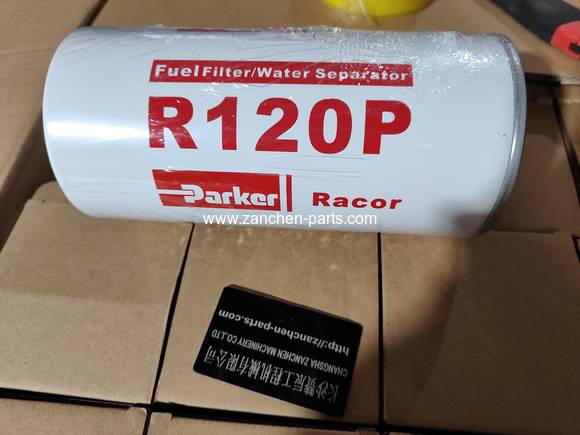 Fuel Filter/Water Separator
R120P
Parker Racor
www.zanchen-parts.com
长沙赞辰工程机械有限公司
CHANGSHA ZANCHEN MACHINERY CO.,LTD
http://zanchen-parts.com